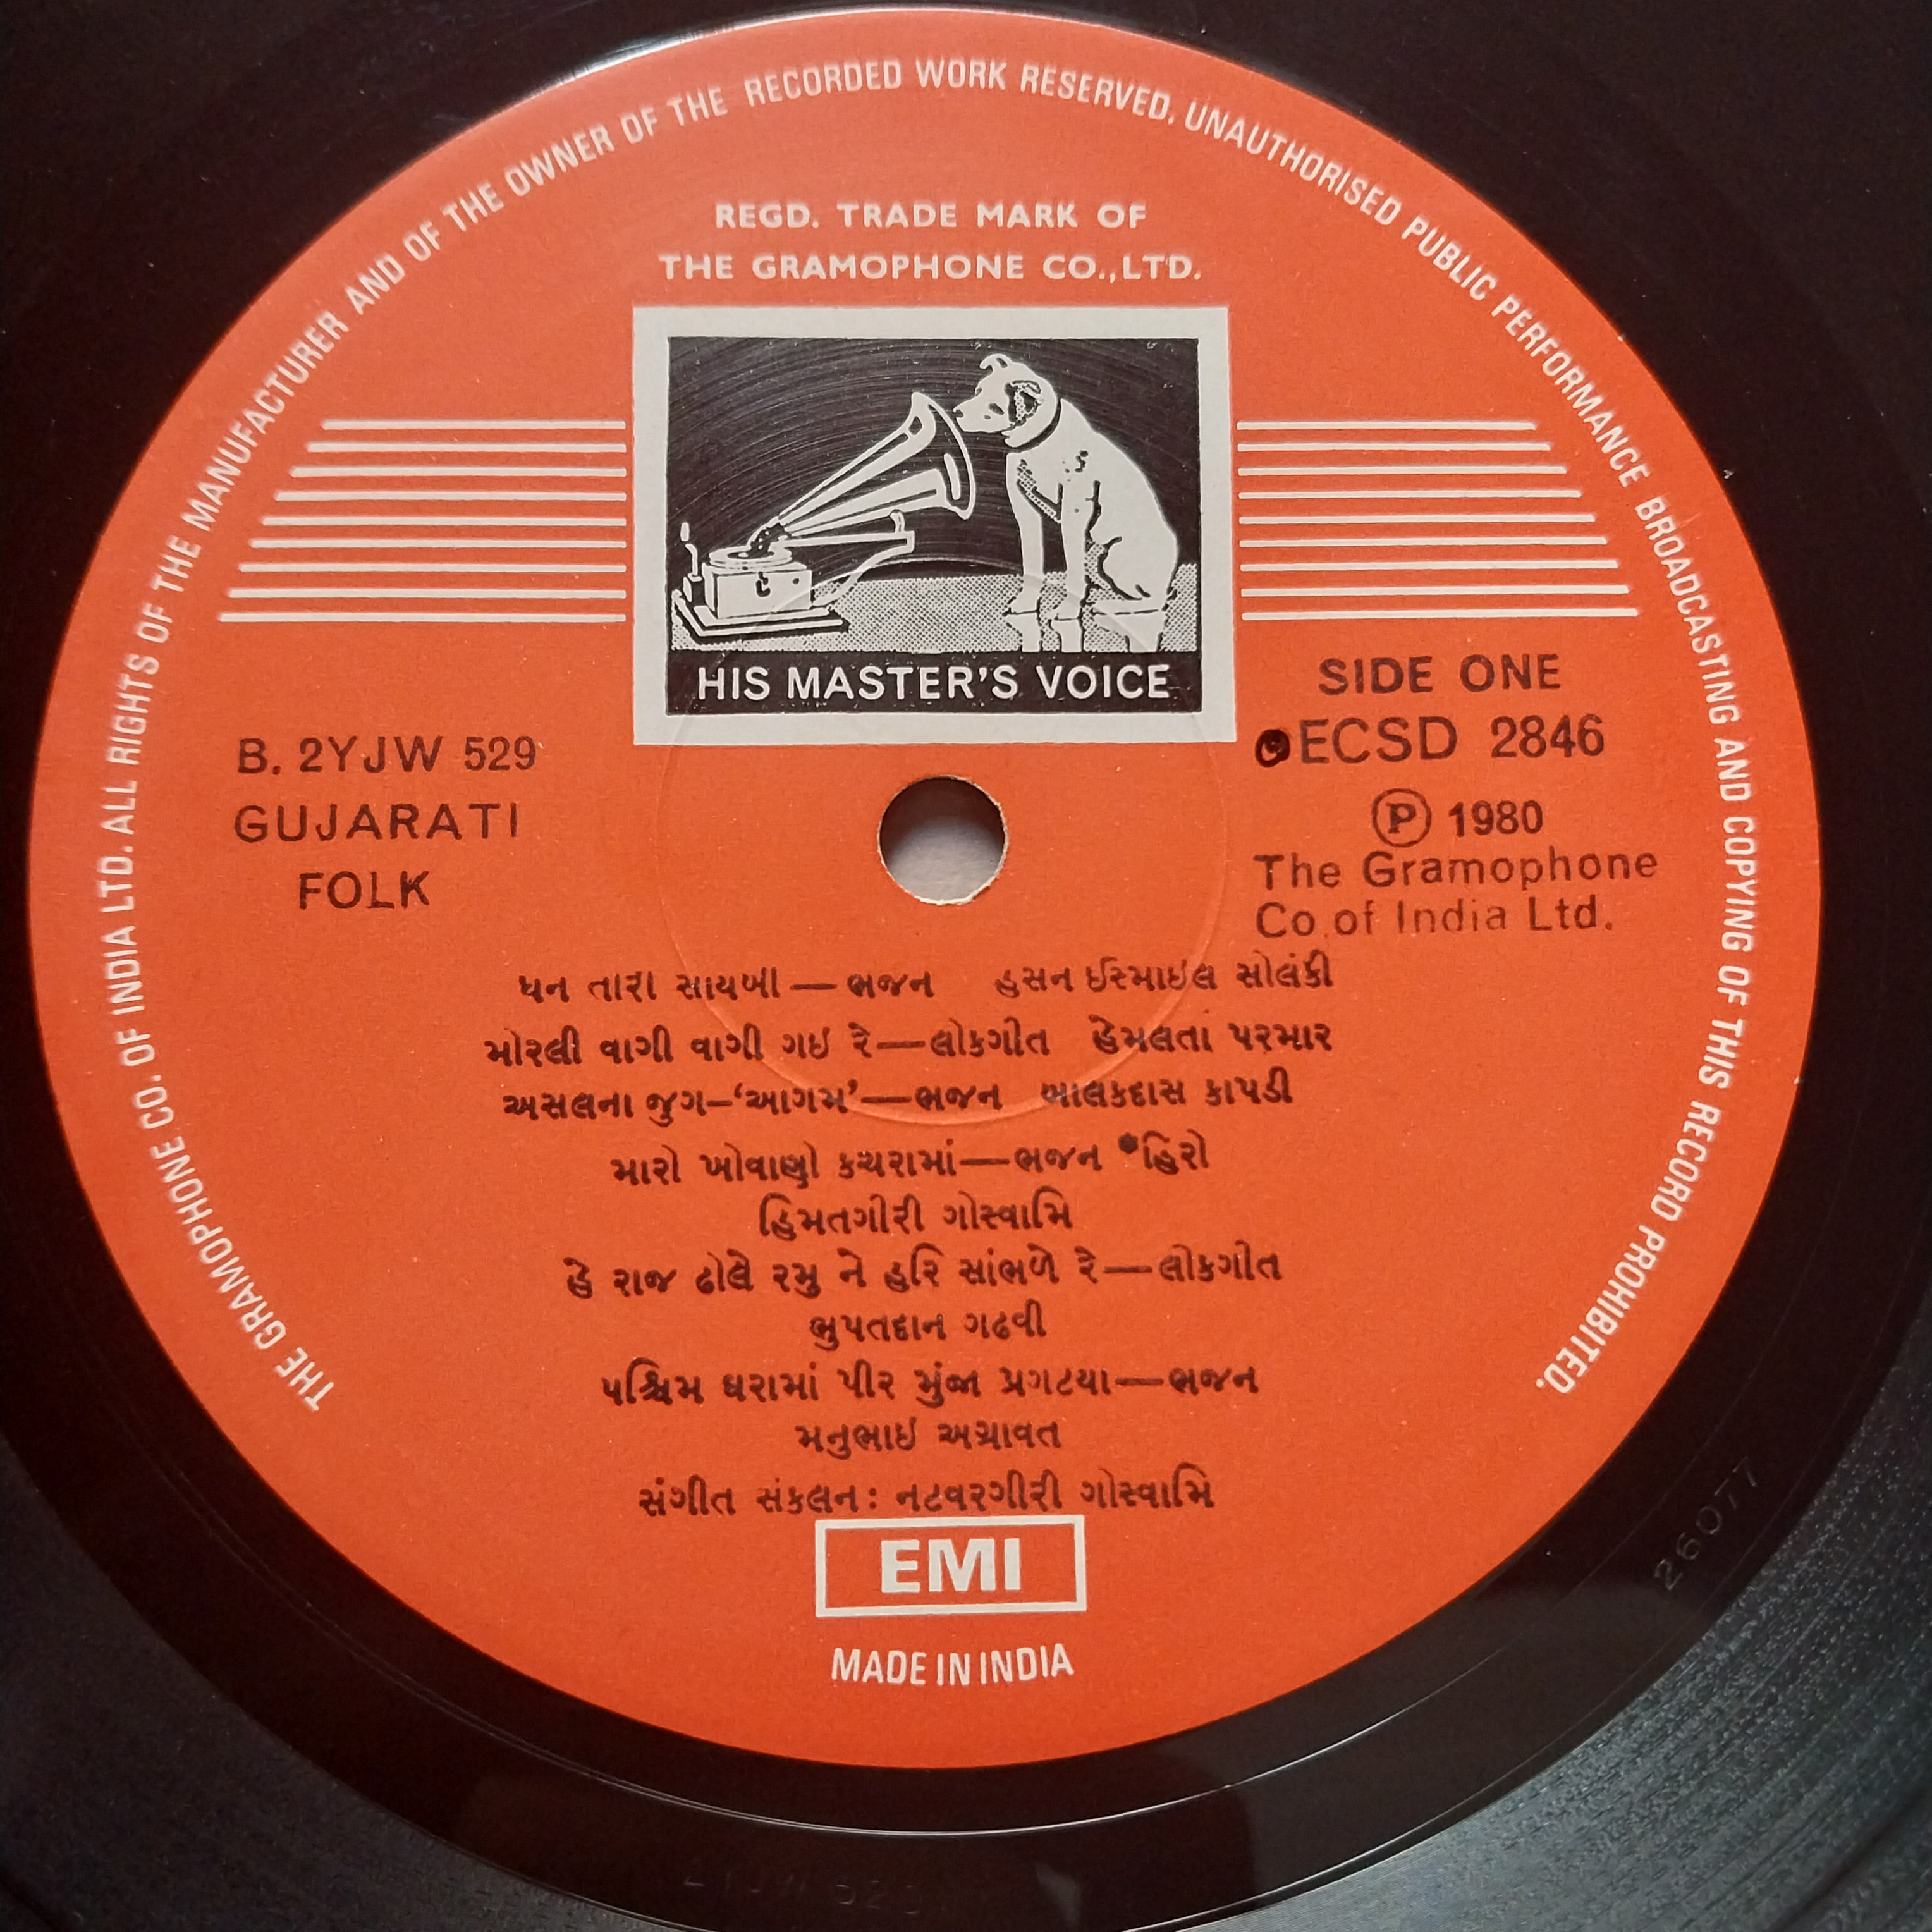 THE GRAMOPHONE CO. OF INDIA LTD. ALL RIGHTS OF THE MANUFACTURER AND OF THE OWNER OF THE RECORDED WORK RESERVED. UNAUTHORISED PUBLIC PERFORMANCE BROADCASTING AND COPYING OF THIS RECORD PROHIBITED.
REGD. TRADE MARK OF
THE GRAMOPHONE CO., LTD.
HIS MASTER'S VOICE
SIDE ONE
B. 2YJW 529
ECSD 2846
GUJARATI
Ⓟ 1980
FOLK
The Gramophone
Co. of India Ltd.
ધન તારા સાયબા — ભજન હસન ઈસ્માઇલ સોલંકી
મોરલી વાગી વાગી ગઇ રે—લોકગીત હેમલતા પરમાર
અસલના જુગ–‘આગમ’—ભજન બાલકદાસ કાપડી
મારો ખોવાણો કચરામાં—ભજન •હિરો
હિમતગીરી ગોસ્વામિ
હે રાજ ઢોલે રમુ ને હરિ સાંભળે રે—લોકગીત
ભુપતદાન ગઢવી
પશ્ચિમ ધરામાં પીર મુંજા પ્રગટયા—ભજન
મનુભાઇ અગ્રાવત
સંગીત સંકલન: નટવરગીરી ગોસ્વામિ
EMI
MADE IN INDIA
26077
2YJW 529